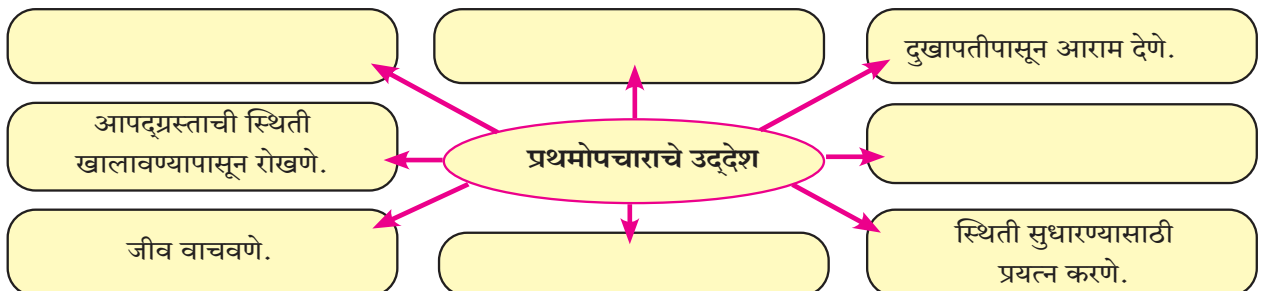 दुखापतीपासून आराम देणे.
आपद्ग्रस्ताची स्थिती
खालावण्यापासून रोखणे.
प्रथमोपचाराचे उद्‌देश
जीव वाचवणे.
स्थिती सुधारण्यासाठी
प्रयत्न करणे.